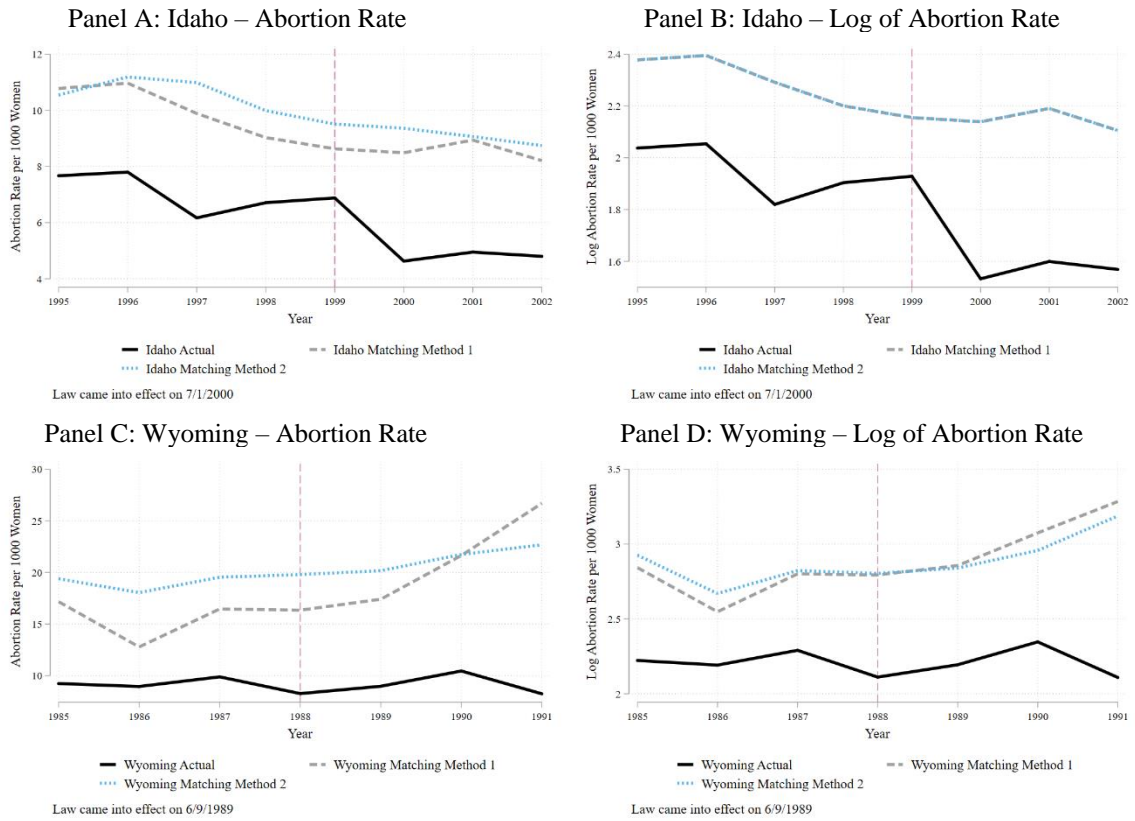 Panel A: Idaho – Abortion Rate
Abortion Rate per 1000 Women
12
10
8
6
4
1995 1996 1997 1998 1999 2000 2001 2002
Year
Idaho Actual Idaho Matching Method 1
Idaho Matching Method 2
Law came into effect on 7/1/2000
Panel B: Idaho – Log of Abortion Rate
Log Abortion Rate per 1000 Women
2.4
2.2
2
1.8
1.6
1995 1996 1997 1998 1999 2000 2001 2002
Year
Idaho Actual Idaho Matching Method 1
Idaho Matching Method 2
Law came into effect on 7/1/2000
Panel C: Wyoming – Abortion Rate
Abortion Rate per 1000 Women
30
25
20
15
10
1985 1986 1987 1988 1989 1990 1991
Year
Wyoming Actual Wyoming Matching Method 1
Wyoming Matching Method 2
Law came into effect on 6/9/1989
Panel D: Wyoming – Log of Abortion Rate
Log Abortion Rate per 1000 Women
3.5
3
2.5
2
1985 1986 1987 1988 1989 1990 1991
Year
Wyoming Actual Wyoming Matching Method 1
Wyoming Matching Method 2
Law came into effect on 6/9/1989